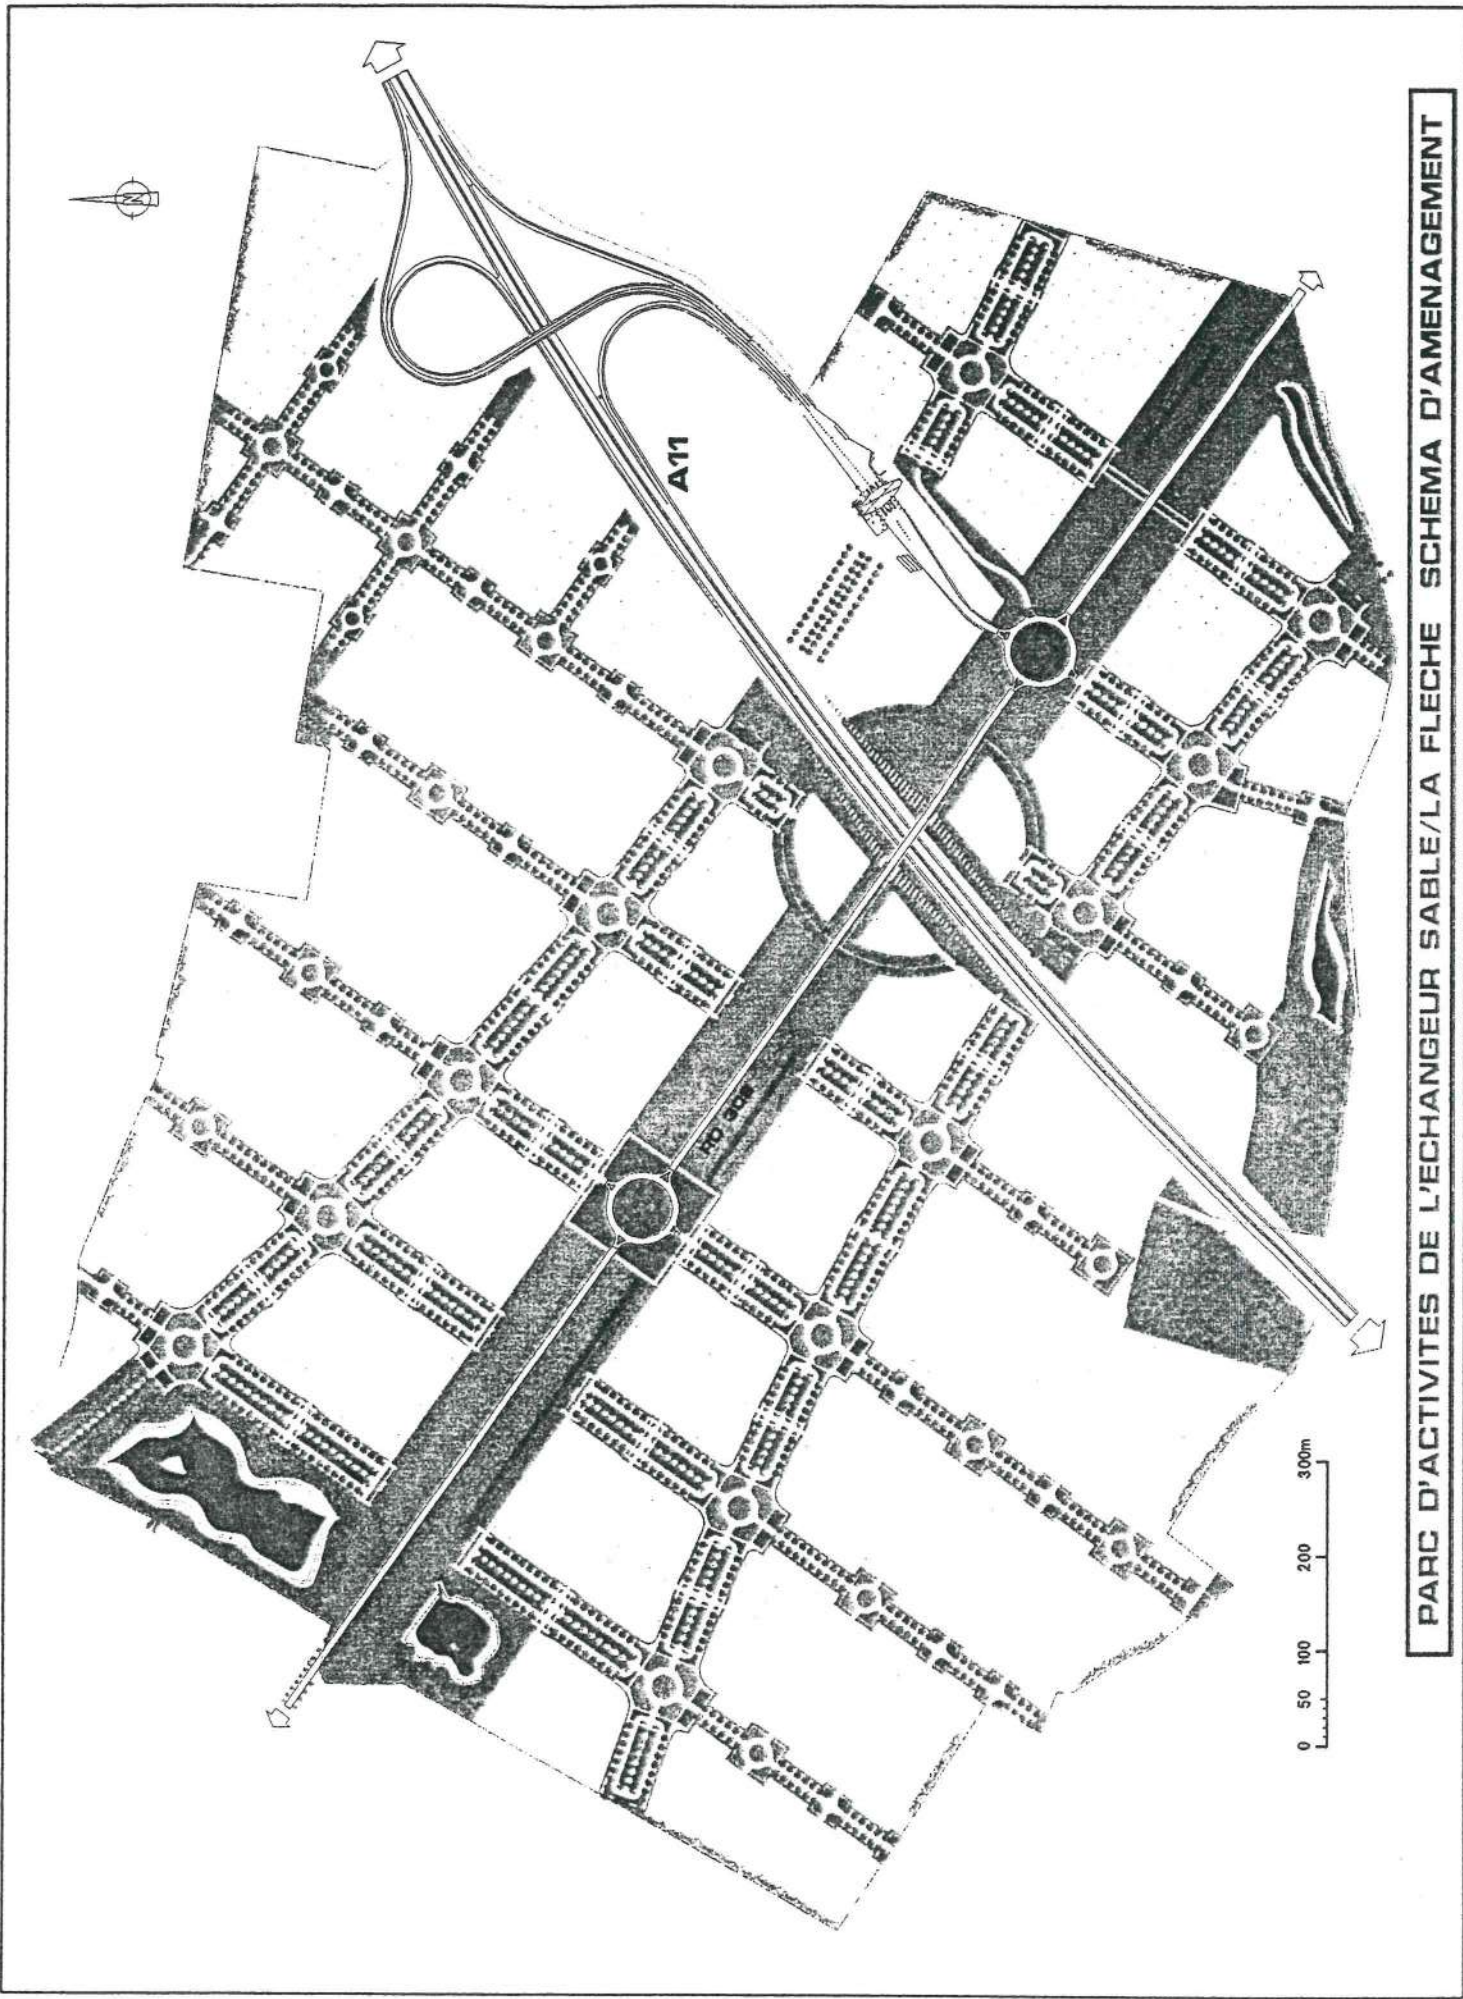 N
A11
RD 306
0 50 100 200 300m
PARC D'ACTIVITES DE L'ECHANGEUR SABLE/LA FLECHE SCHEMA D'AMENAGEMENT